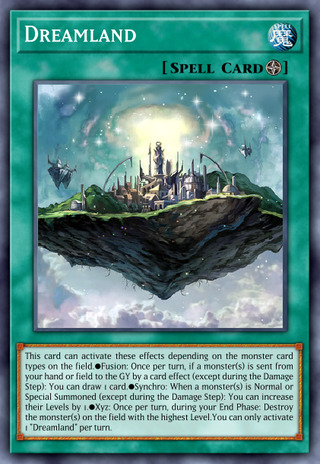 Dreamland
魔
[Spell Card]
This card can activate these effects depending on the monster card
types on the field.●Fusion: Once per turn, if a monster(s) is sent from
your hand or field to the GY by a card effect (except during the Damage
Step): You can draw 1 card.●Synchro: When a monster(s) is Normal or
Special Summoned (except during the Damage Step): You can increase
their Levels by 1.●Xyz: Once per turn, during your End Phase: Destroy
the monster(s) on the field with the highest Level.You can only activate
1 "Dreamland" per turn.